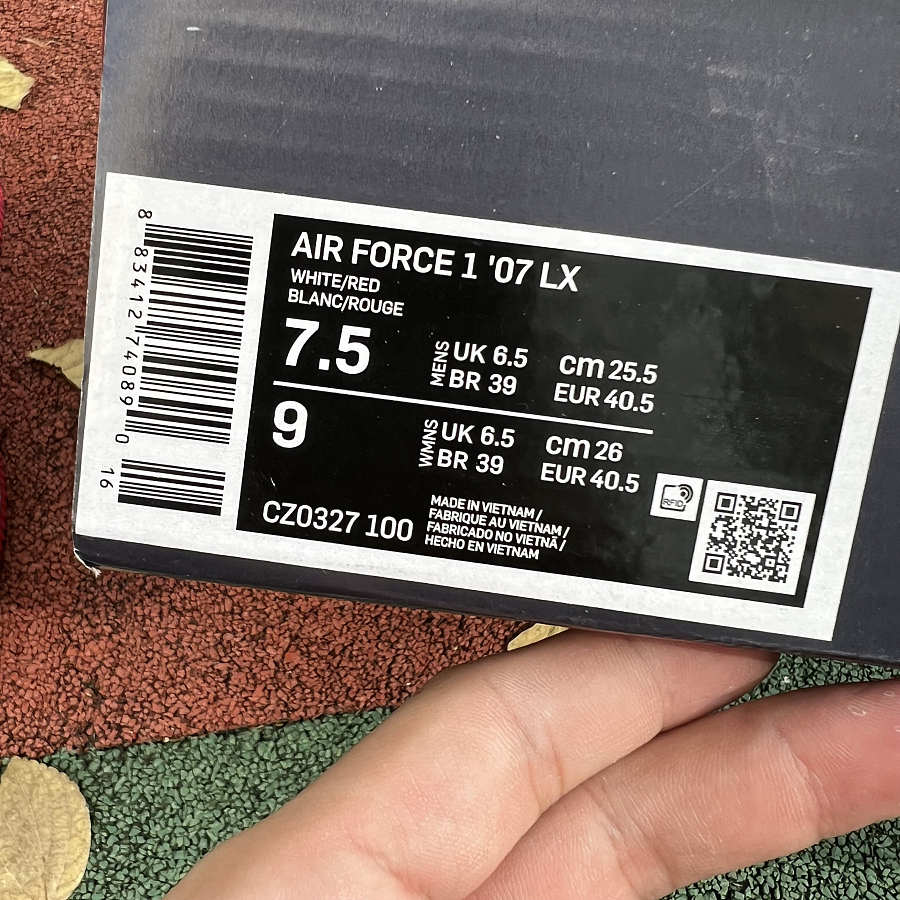 8 83412 74089 0 16
AIR FORCE 1 '07 LX
WHITE/RED
BLANC/ROUGE
7.5 MENS UK 6.5 cm 25.5
BR 39 EUR 40.5
9 WMNS UK 6.5 cm 26
BR 39 EUR 40.5
CZ0327 100
MADE IN VIETNAM /
FABRIQUE AU VIETNAM /
FABRICADO NO VIETNÃ /
HECHO EN VIETNAM
RFID